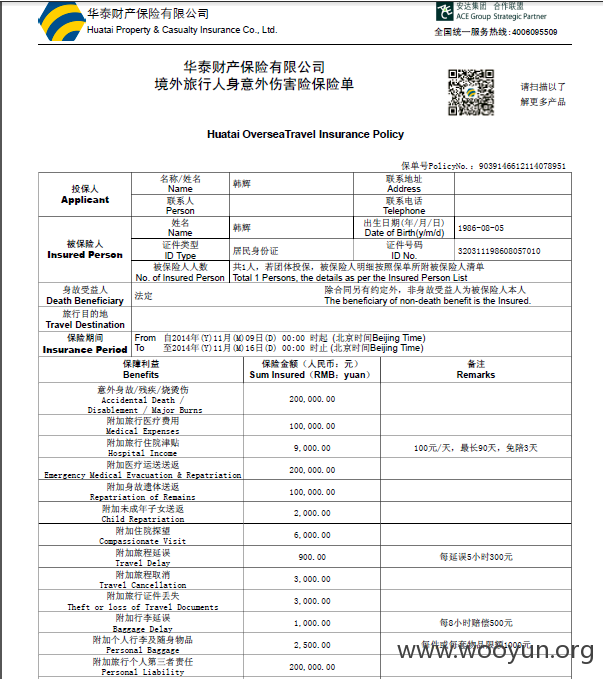 华泰财产保险有限公司
Huatai Property & Casualty Insurance Co., Ltd.
安达集团 合作联盟
ACE Group Strategic Partner
全国统一服务热线:4006095509
华泰财产保险有限公司
境外旅行人身意外伤害险保险单
请扫描以了
解更多产品
Huatai OverseaTravel Insurance Policy
保单号PolicyNo.: 9039146612114078951
投保人
Applicant
名称/姓名
Name
韩辉
联系地址
Address
联系人
Person
联系电话
Telephone
被保险人
Insured Person
姓名
Name
韩辉
出生日期(年/月/日)
Date of Birth(y/m/d)
1986-08-05
证件类型
ID Type
居民身份证
证件号码
ID No.
320311198608057010
被保险人人数
No. of Insured Person
共1人，若团体投保，被保险人明细按照保单所附被保险人清单
Total 1 Persons, the details as per the Insured Person List
身故受益人
Death Beneficiary
法定
除合同另有约定外，非身故受益人为被保险人本人
The beneficiary of non-death benefit is the Insured.
旅行目的地
Travel Destination
保险期间
Insurance Period
From 自2014年(Y)11月(M)09日(D) 00:00 时起 (北京时间Beijing Time)
To 至2014年(Y)11月(M)16日(D) 00:00 时止 (北京时间Beijing Time)
保障利益
Benefits
保险金额（人民币：元）
Sum Insured（RMB：yuan）
备注
Remarks
意外身故/残疾/烧烫伤
Accidental Death /
Disablement / Major Burns
200,000.00
附加旅行医疗费用
Medical Expenses
100,000.00
附加旅行住院津贴
Hospital Income
9,000.00
100元/天，最长90天，免赔3天
附加医疗运送送返
Emergency Medical Evacuation & Repatriation
200,000.00
附加身故遗体送返
Repatriation of Remains
100,000.00
附加未成年子女送返
Child Repatriation
2,000.00
附加住院探望
Compassionate Visit
6,000.00
附加旅程延误
Travel Delay
900.00
每延误5小时300元
附加旅程取消
Travel Cancellation
3,000.00
附加旅行证件丢失
Theft or loss of Travel Documents
3,000.00
附加行李延误
Baggage Delay
1,000.00
每8小时赔偿500元
附加个人行李及随身物品
Personal Baggage
2,500.00
每件或每套物品限额1000元
附加旅行个人第三者责任
Personal Liability
200,000.00
www.wooyun.org